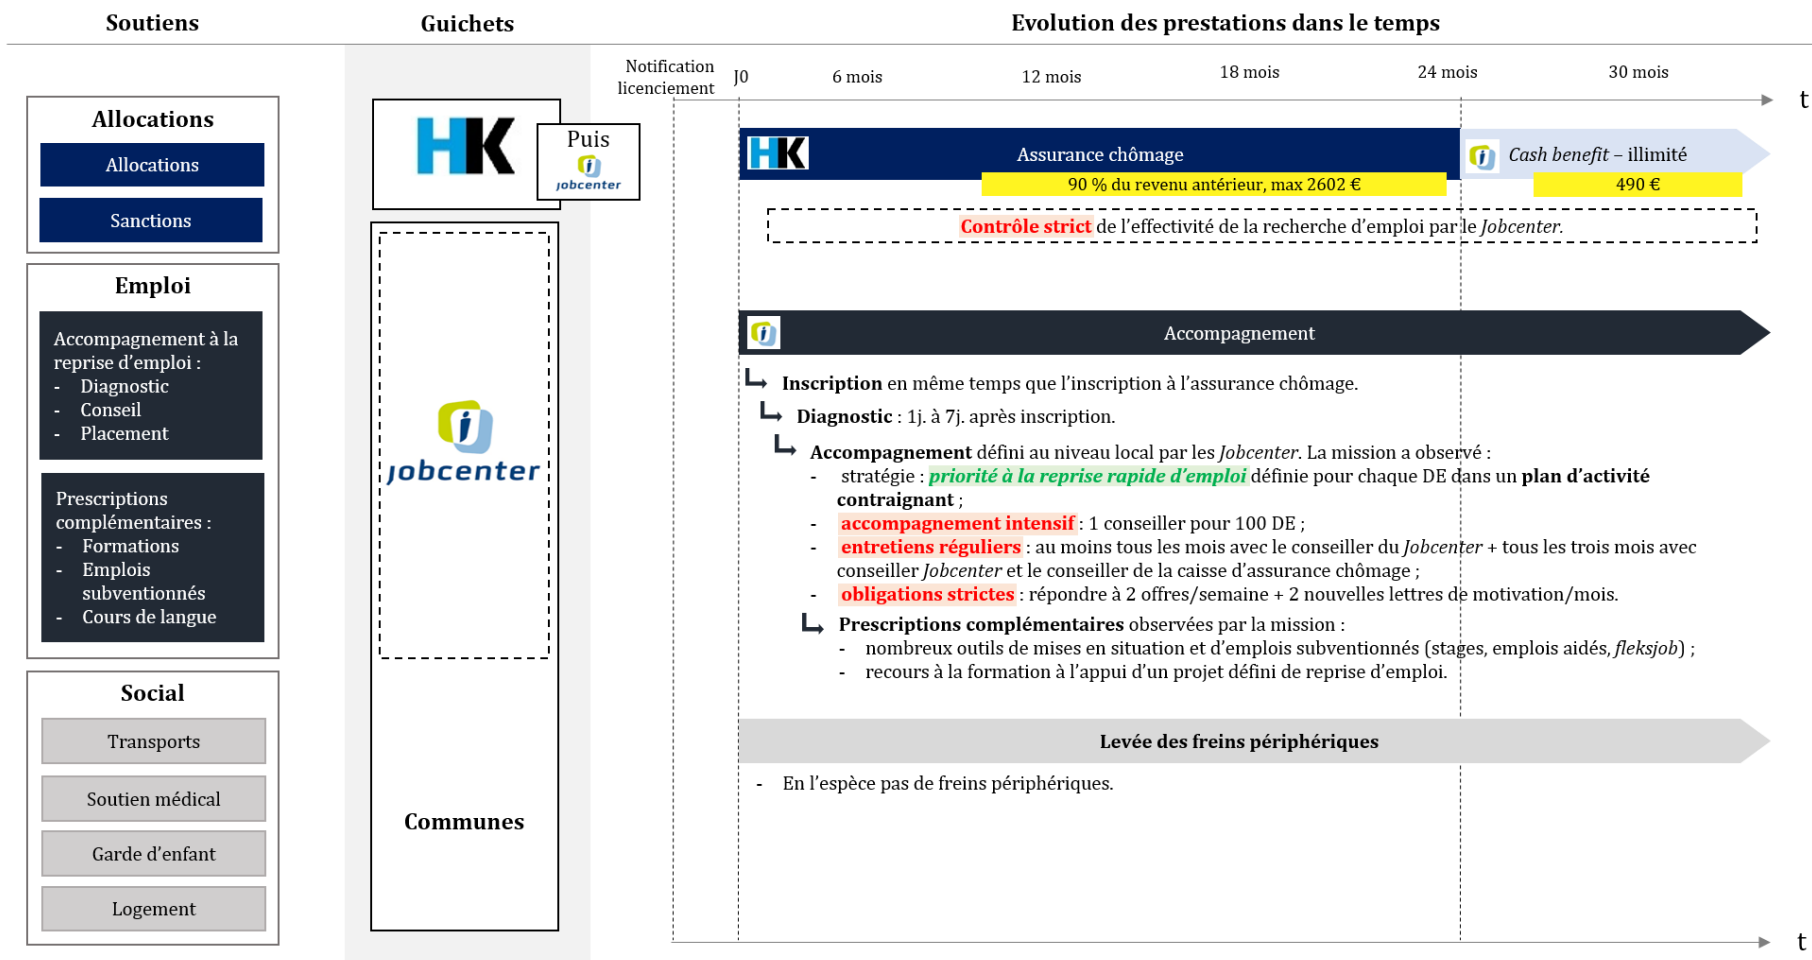 Soutiens
Guichets
Evolution des prestations dans le temps
Notification
licenciement
J0
6 mois
12 mois
18 mois
24 mois
30 mois
t
Allocations
Allocations
Sanctions
HK
Puis
jobcenter
HK
Assurance chômage
Cash benefit – illimité
90 % du revenu antérieur, max 2602 €
490 €
Contrôle strict de l'effectivité de la recherche d'emploi par le Jobcenter.
Emploi
Accompagnement à la
reprise d'emploi :
- Diagnostic
- Conseil
- Placement
Prescriptions
complémentaires :
- Formations
- Emplois
subventionnés
- Cours de langue
jobcenter
Accompagnement
Inscription en même temps que l'inscription à l'assurance chômage.
Diagnostic : 1j. à 7j. après inscription.
Accompagnement défini au niveau local par les Jobcenter. La mission a observé :
- stratégie : priorité à la reprise rapide d'emploi définie pour chaque DE dans un plan d'activité
contraignant ;
- accompagnement intensif : 1 conseiller pour 100 DE ;
- entretiens réguliers : au moins tous les mois avec le conseiller du Jobcenter + tous les trois mois avec
conseiller Jobcenter et le conseiller de la caisse d'assurance chômage ;
- obligations strictes : répondre à 2 offres/semaine + 2 nouvelles lettres de motivation/mois.
Prescriptions complémentaires observées par la mission :
- nombreux outils de mises en situation et d'emplois subventionnés (stages, emplois aidés, fleksjob) ;
- recours à la formation à l'appui d'un projet défini de reprise d'emploi.
Social
Transports
Soutien médical
Garde d'enfant
Logement
Communes
Levée des freins périphériques
- En l'espèce pas de freins périphériques.
t